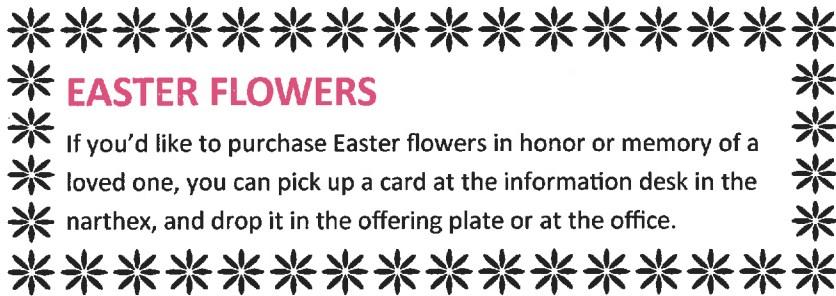 EASTER FLOWERS
If you’d like to purchase Easter flowers in honor or memory of a
loved one, you can pick up a card at the information desk in the
narthex, and drop it in the offering plate or at the office.